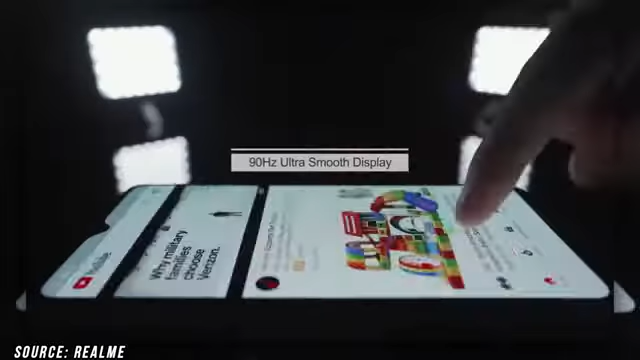 90Hz Ultra Smooth Display
YouTube
Why military
families
choose
Verizon.
SOURCE: REALME